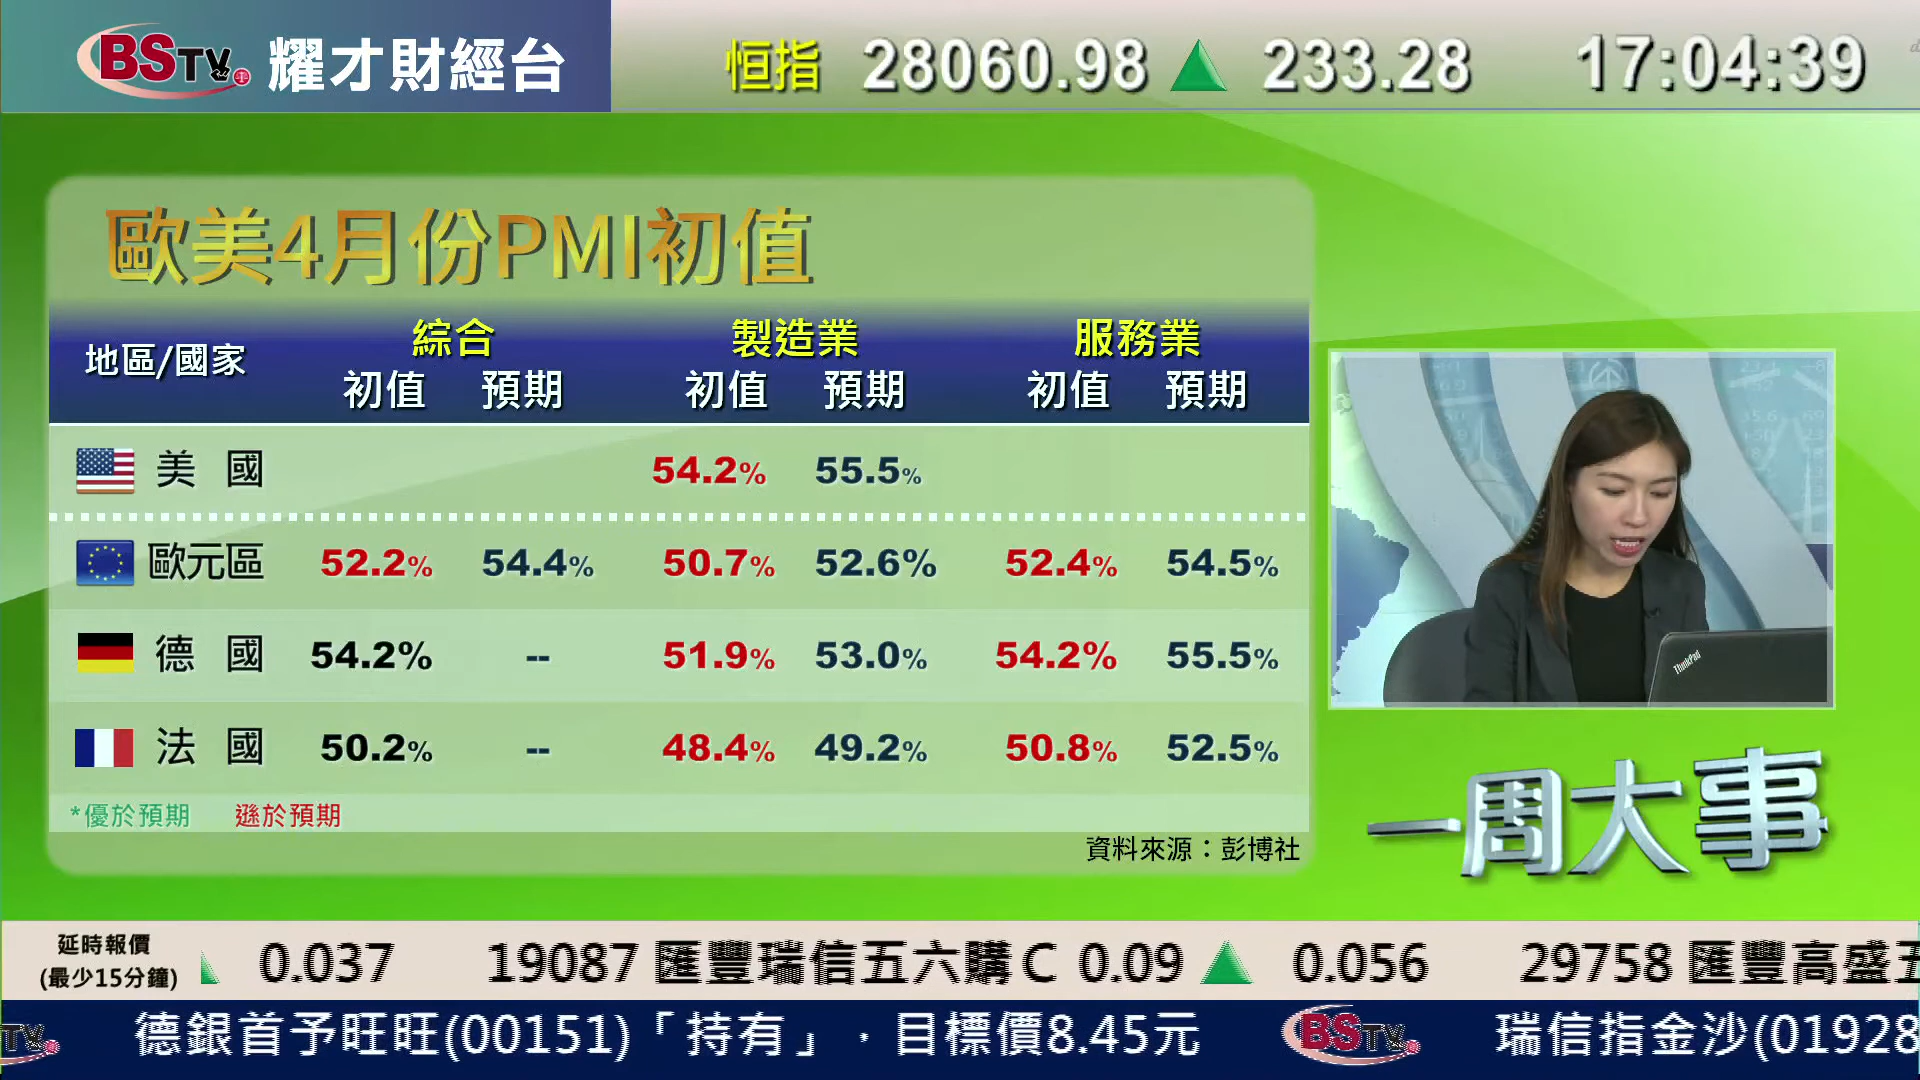 BSTV 耀才財經台 恒指 28060.98 ▲ 233.28 17:04:39
歐美4月份PMI初值
地區/國家 綜合 製造業 服務業
初值 預期 初值 預期 初值 預期
美國 54.2% 55.5%
歐元區 52.2% 54.4% 50.7% 52.6% 52.4% 54.5%
德國 54.2% -- 51.9% 53.0% 54.2% 55.5%
法國 50.2% -- 48.4% 49.2% 50.8% 52.5%
*優於預期 遜於預期
資料來源：彭博社
ThinkPad
一周大事
延時報價
(最少15分鐘)
0.037 19087 匯豐瑞信五六購C 0.09 ▲ 0.056 29758 匯豐高盛五
TV 德銀首予旺旺(00151)「持有」．目標價8.45元 BSTV 瑞信指金沙(01928